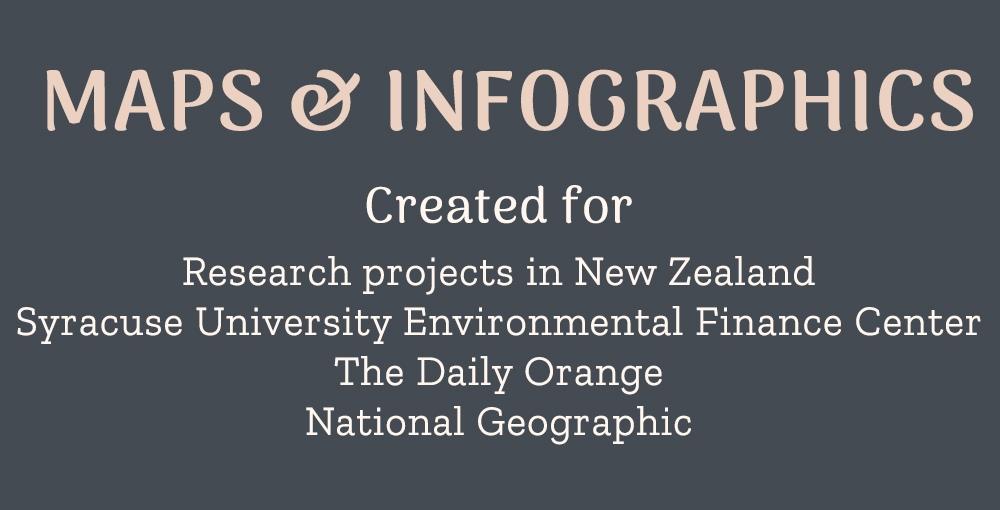 MAPS & INFOGRAPHICS
Created for
Research projects in New Zealand
Syracuse University Environmental Finance Center
The Daily Orange
National Geographic